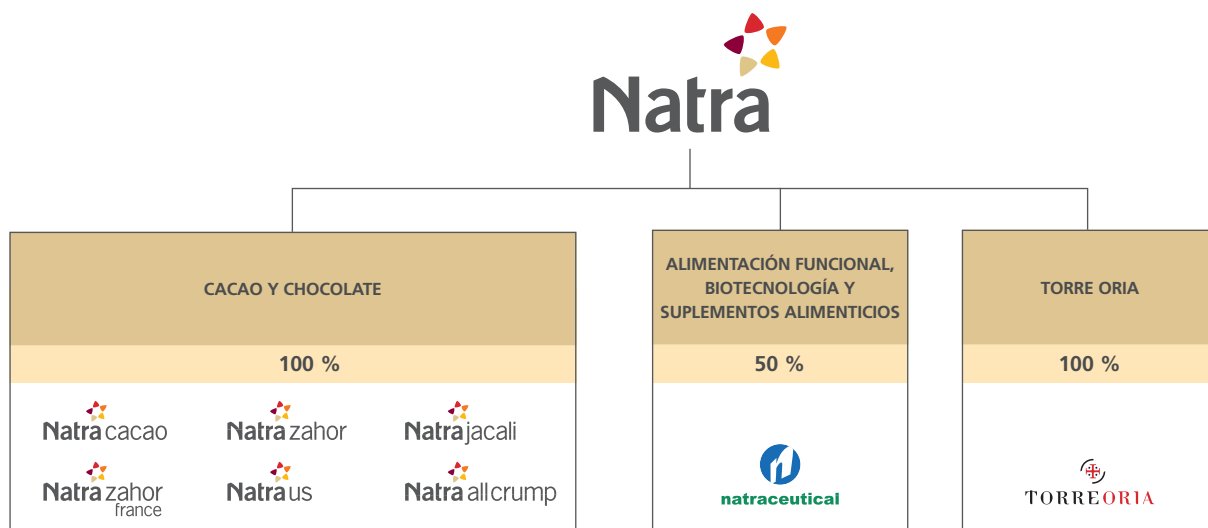 Natra
CACAO Y CHOCOLATE
100 %
Natra cacao
Natra zahor
Natra jacali
Natra zahor
france
Natra us
Natra allcrump
ALIMENTACIÓN FUNCIONAL,
BIOTECNOLOGÍA Y
SUPLEMENTOS ALIMENTICIOS
50 %
natraceutical
TORRE ORIA
100 %
TORREORIA